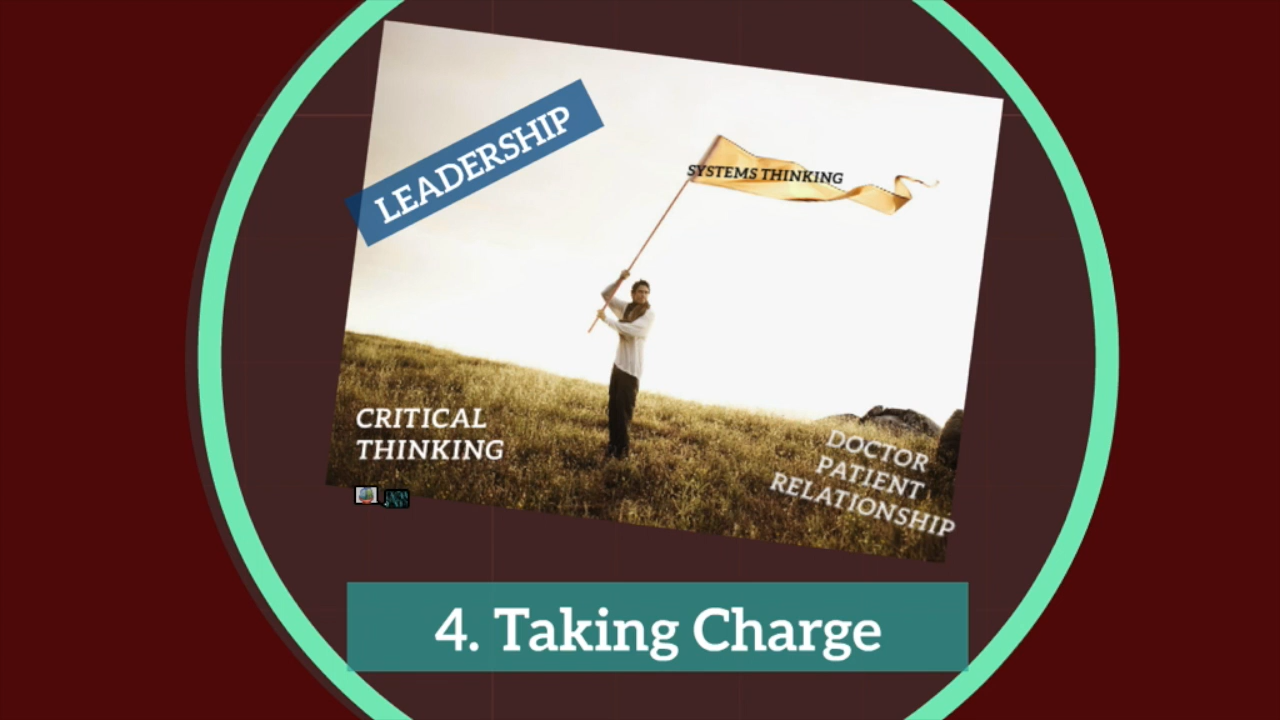 LEADERSHIP
SYSTEMS THINKING
CRITICAL
THINKING
DOCTOR
PATIENT
RELATIONSHIP
4. Taking Charge